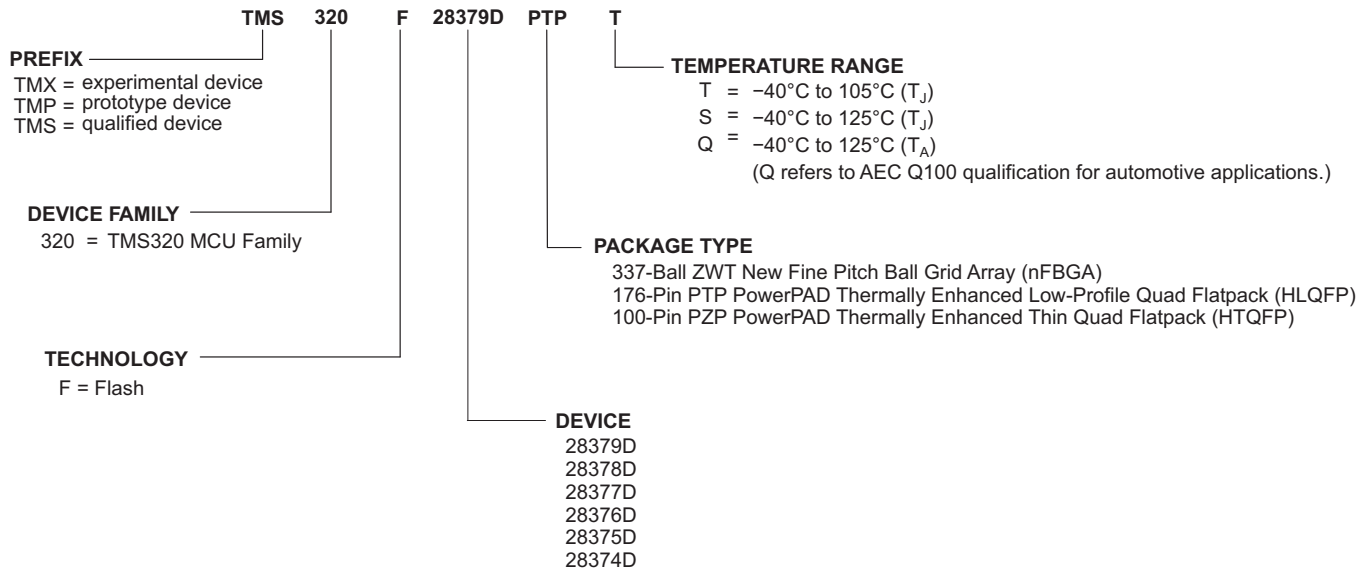 TMS 320 F 28379D PTP T
PREFIX
TMX = experimental device
TMP = prototype device
TMS = qualified device
TEMPERATURE RANGE
T = −40°C to 105°C (TJ)
S = −40°C to 125°C (TJ)
Q = −40°C to 125°C (TA)
(Q refers to AEC Q100 qualification for automotive applications.)
DEVICE FAMILY
320 = TMS320 MCU Family
PACKAGE TYPE
337-Ball ZWT New Fine Pitch Ball Grid Array (nFBGA)
176-Pin PTP PowerPAD Thermally Enhanced Low-Profile Quad Flatpack (HLQFP)
100-Pin PZP PowerPAD Thermally Enhanced Thin Quad Flatpack (HTQFP)
TECHNOLOGY
F = Flash
DEVICE
28379D
28378D
28377D
28376D
28375D
28374D